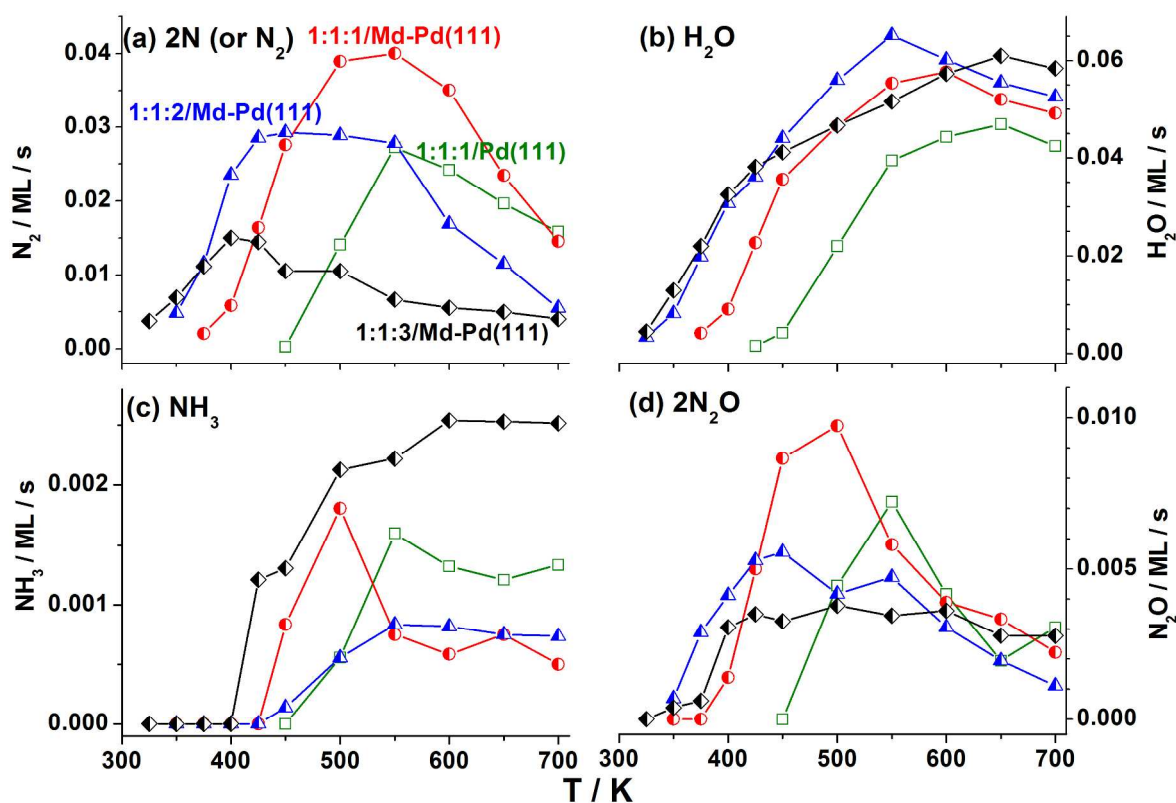 (a) 2N (or N₂)
1:1:1/Md-Pd(111)
1:1:2/Md-Pd(111)
1:1:1/Pd(111)
1:1:3/Md-Pd(111)
N₂ / ML / s
0.04
0.03
0.02
0.01
0.00
(b) H₂O
H₂O / ML / s
0.06
0.04
0.02
0.00
(c) NH₃
NH₃ / ML / s
0.002
0.001
0.000
300 400 500 600 700
(d) 2N₂O
N₂O / ML / s
0.010
0.005
0.000
300 400 500 600 700
T / K